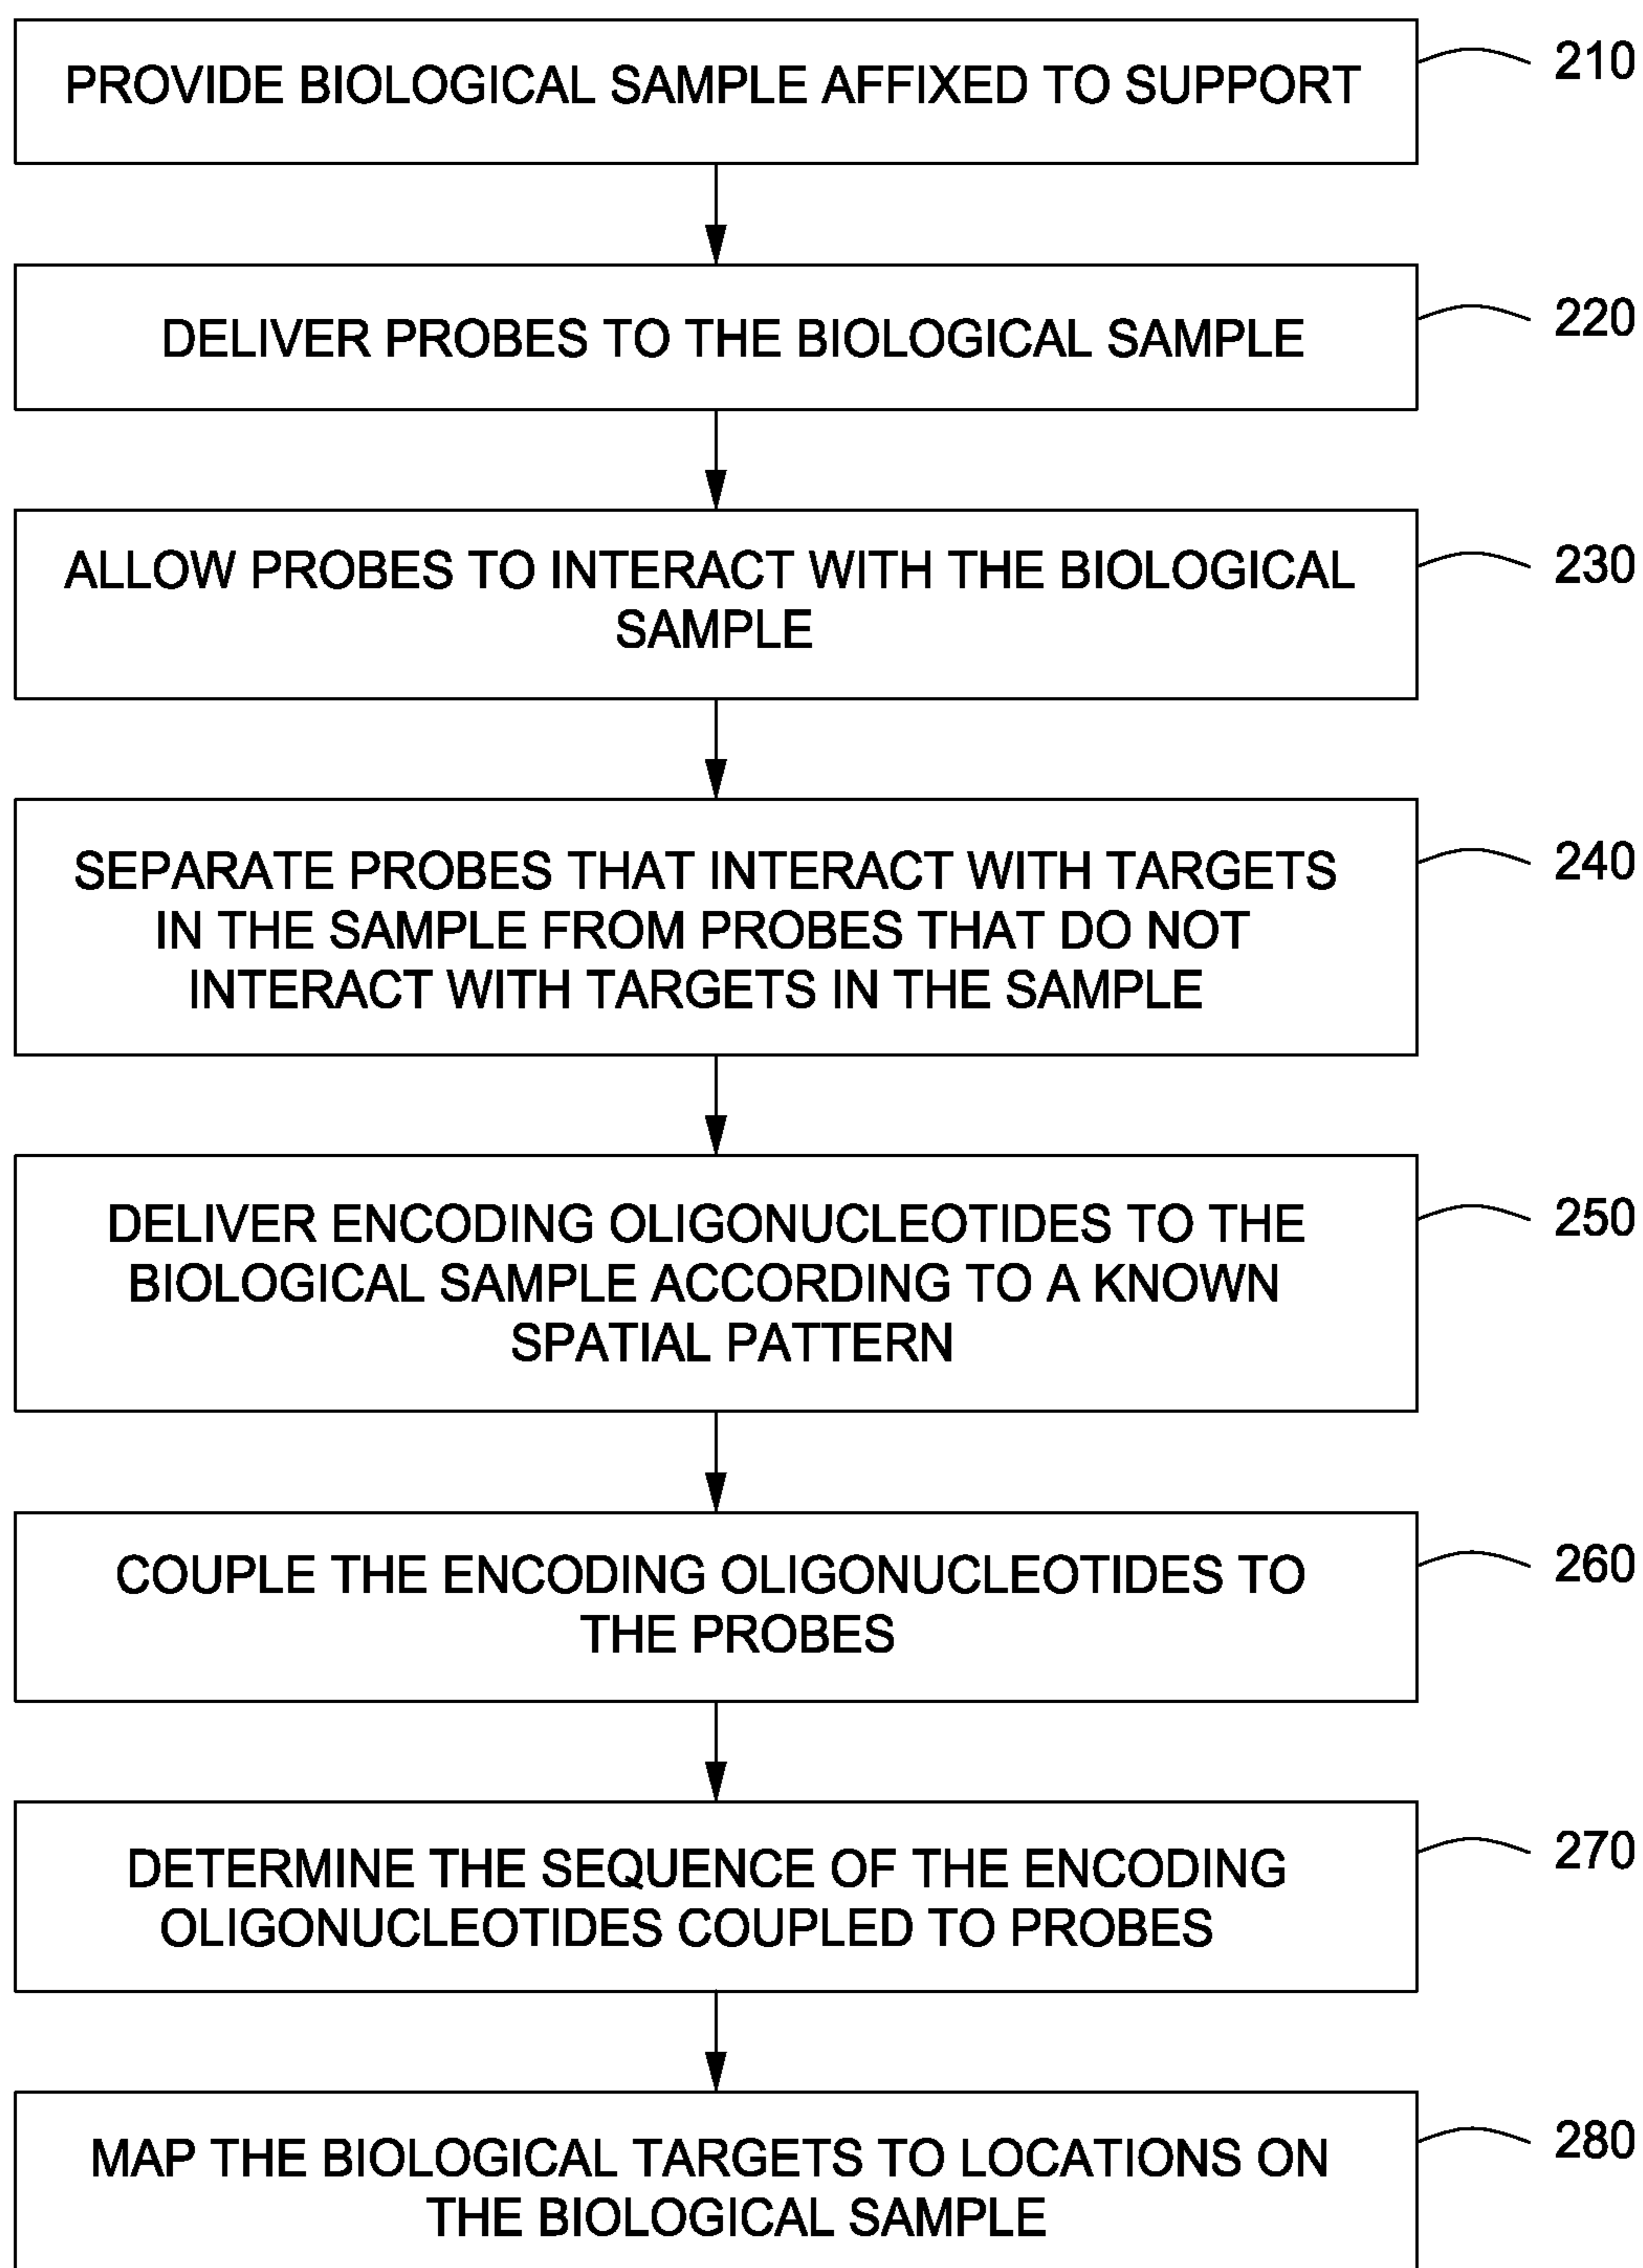 PROVIDE BIOLOGICAL SAMPLE AFFIXED TO SUPPORT
210
DELIVER PROBES TO THE BIOLOGICAL SAMPLE
220
ALLOW PROBES TO INTERACT WITH THE BIOLOGICAL
SAMPLE
230
SEPARATE PROBES THAT INTERACT WITH TARGETS
IN THE SAMPLE FROM PROBES THAT DO NOT
INTERACT WITH TARGETS IN THE SAMPLE
240
DELIVER ENCODING OLIGONUCLEOTIDES TO THE
BIOLOGICAL SAMPLE ACCORDING TO A KNOWN
SPATIAL PATTERN
250
COUPLE THE ENCODING OLIGONUCLEOTIDES TO
THE PROBES
260
DETERMINE THE SEQUENCE OF THE ENCODING
OLIGONUCLEOTIDES COUPLED TO PROBES
270
MAP THE BIOLOGICAL TARGETS TO LOCATIONS ON
THE BIOLOGICAL SAMPLE
280